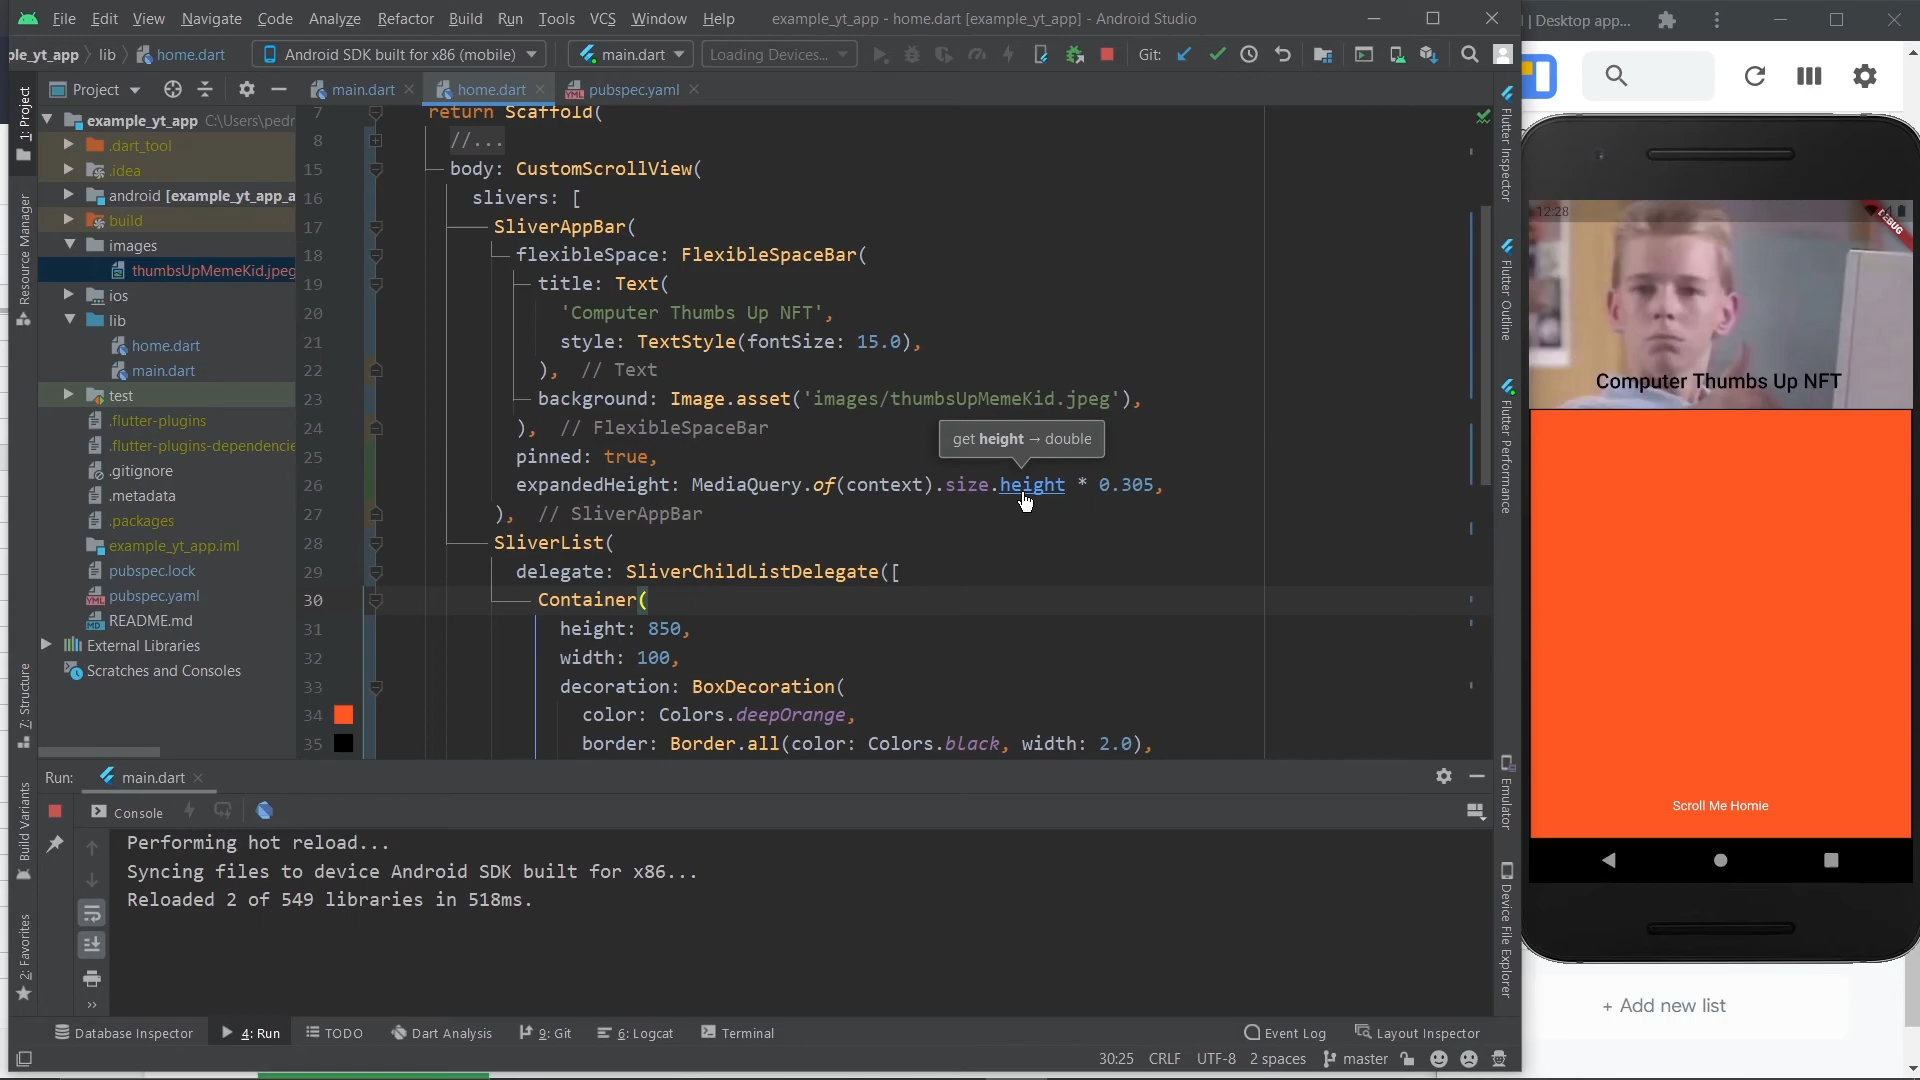 File Edit View Navigate Code Analyze Refactor Build Run Tools VCS Window Help example_yt_app - home.dart [example_yt_app] - Android Studio
| Desktop app...
ple_yt_app lib home.dart Android SDK built for x86 (mobile) main.dart Loading Devices... Git:
Project main.dart home.dart pubspec.yaml
1: Project
Resource Manager
7: Structure
Build Variants
2: Favorites
example_yt_app C:\Users\pedr
.dart_tool
.idea
android [example_yt_app_a
build
images
thumbsUpMemeKid.jpeg
ios
lib
home.dart
main.dart
test
.flutter-plugins
.flutter-plugins-dependencie
.gitignore
.metadata
.packages
example_yt_app.iml
pubspec.lock
pubspec.yaml
README.md
External Libraries
Scratches and Consoles
7 return Scaffold(
8 //...
15 body: CustomScrollView(
16 slivers: [
17 SliverAppBar(
18 flexibleSpace: FlexibleSpaceBar(
19 title: Text(
20 'Computer Thumbs Up NFT',
21 style: TextStyle(fontSize: 15.0),
22 ), // Text
23 background: Image.asset('images/thumbsUpMemeKid.jpeg'),
24 ), // FlexibleSpaceBar
get height → double
25 pinned: true,
26 expandedHeight: MediaQuery.of(context).size.height * 0.305,
27 ), // SliverAppBar
28 SliverList(
29 delegate: SliverChildListDelegate([
30 Container(
31 height: 850,
32 width: 100,
33 decoration: BoxDecoration(
34 color: Colors.deepOrange,
35 border: Border.all(color: Colors.black, width: 2.0),
Flutter Inspector
Flutter Outline
Flutter Performance
Emulator
Device File Explorer
12:28
DEBUG
Computer Thumbs Up NFT
Scroll Me Homie
+ Add new list
Run: main.dart
Console
Performing hot reload...
Syncing files to device Android SDK built for x86...
Reloaded 2 of 549 libraries in 518ms.
Database Inspector 4: Run TODO Dart Analysis 9: Git 6: Logcat Terminal Event Log Layout Inspector
30:25 CRLF UTF-8 2 spaces master